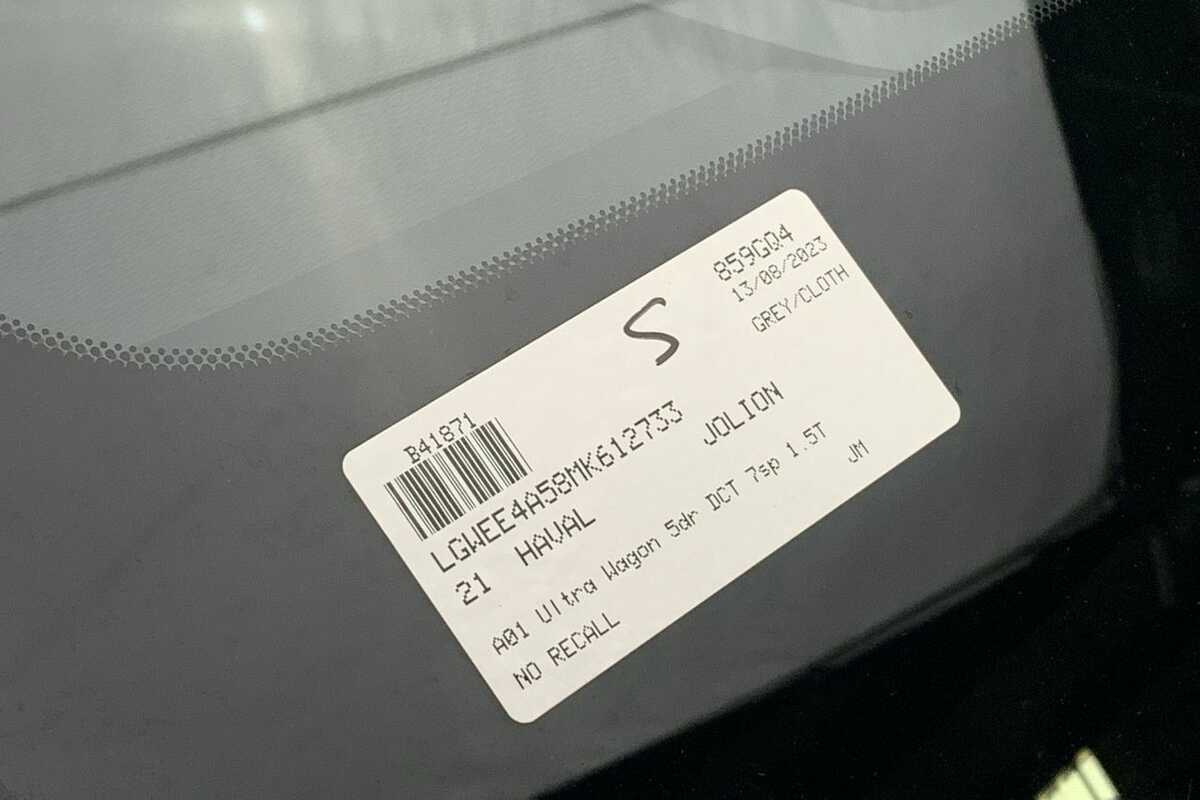 859GQ4
13/08/2023
GREY/CLOTH
S
B41871
LGWEE4A58MK612733
21 HAVAL JOLION
A01 Ultra Wagon 5dr DCT 7sp 1.5T
NO RECALL JM